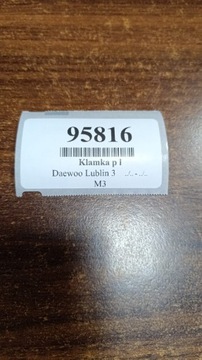 95816
Klamka p l
Daewoo Lublin 3 ./. - ./.
M3